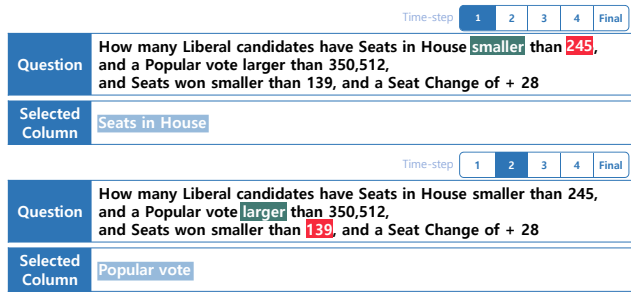 Time-step 1 2 3 4 Final
Question
How many Liberal candidates have Seats in House smaller than 245,
and a Popular vote larger than 350,512,
and Seats won smaller than 139, and a Seat Change of + 28
Selected
Column
Seats in House
Time-step 1 2 3 4 Final
Question
How many Liberal candidates have Seats in House smaller than 245,
and a Popular vote larger than 350,512,
and Seats won smaller than 139, and a Seat Change of + 28
Selected
Column
Popular vote